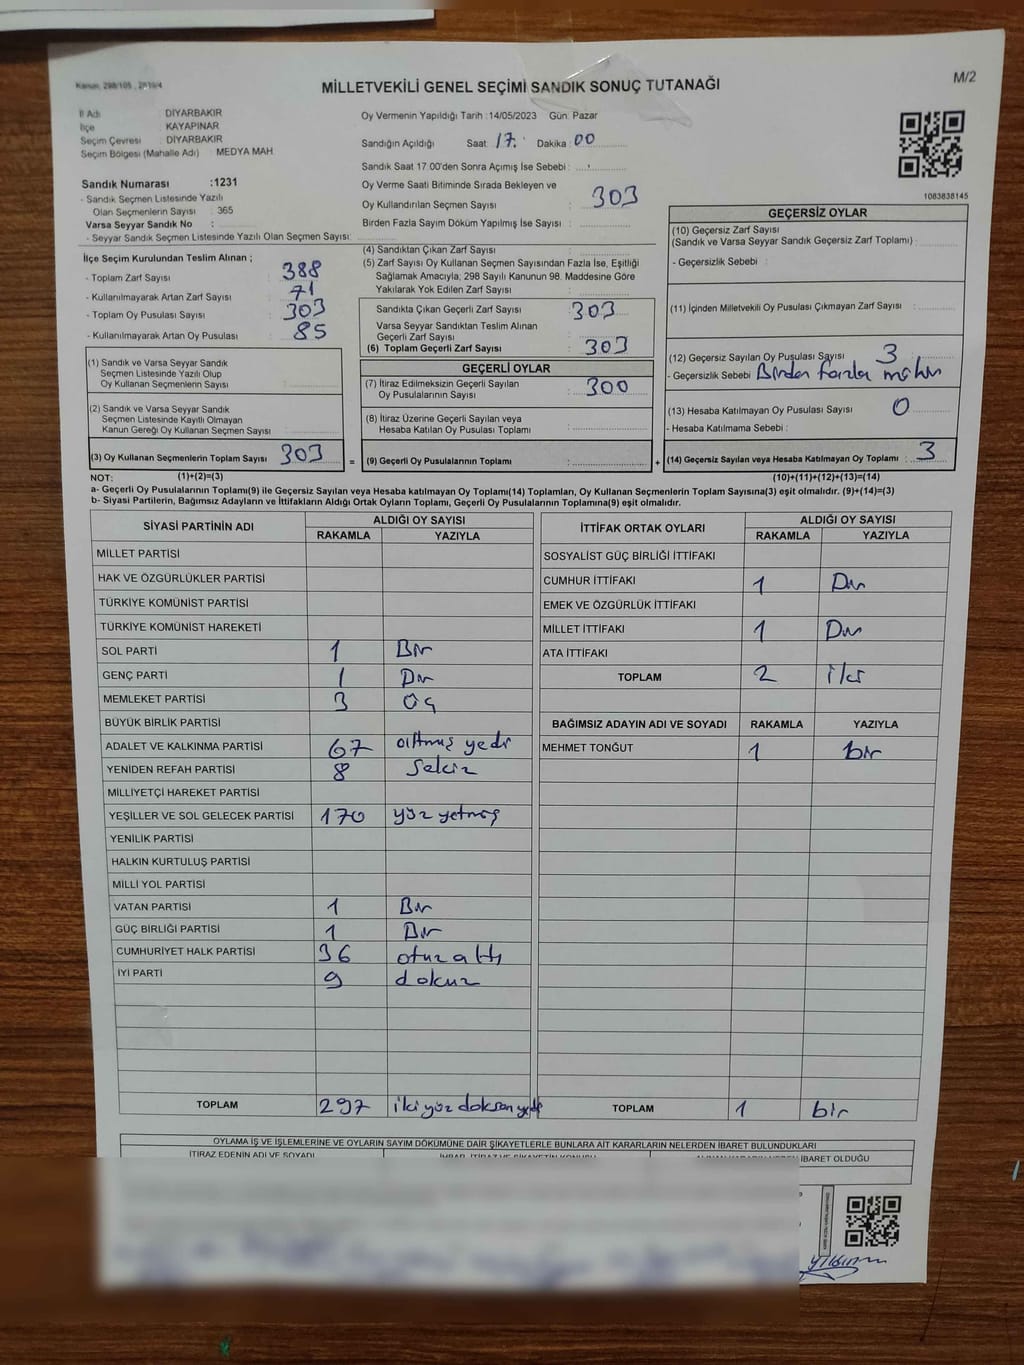 Kanun: 298/105 , 2839/4
MİLLETVEKİLİ GENEL SEÇİMİ SANDIK SONUÇ TUTANAĞI
M/2
İl Adı : DİYARBAKIR
İlçe : KAYAPINAR
Seçim Çevresi : DİYARBAKIR
Seçim Bölgesi (Mahalle Adı) : MEDYA MAH.
Sandık Numarası :1231
- Sandık Seçmen Listesinde Yazılı
Olan Seçmenlerin Sayısı : 365
Varsa Seyyar Sandık No :
- Seyyar Sandık Seçmen Listesinde Yazılı Olan Seçmen Sayısı:
İlçe Seçim Kurulundan Teslim Alınan ;
- Toplam Zarf Sayısı : 388
- Kullanılmayarak Artan Zarf Sayısı : 71
- Toplam Oy Pusulası Sayısı : 303
- Kullanılmayarak Artan Oy Pusulası : 85
Oy Vermenin Yapıldığı Tarih :14/05/2023 Gün: Pazar
Sandığın Açıldığı Saat: 17. Dakika : 00
Sandık Saat 17.00'den Sonra Açımış İse Sebebi :
Oy Verme Saati Bitiminde Sırada Bekleyen ve
Oy Kullandırılan Seçmen Sayısı : 303
Birden Fazla Sayım Döküm Yapılmış İse Sayısı :
(4) Sandıktan Çıkan Zarf Sayısı :
(5) Zarf Sayısı Oy Kullanan Seçmen Sayısından Fazla İse, Eşitliği
Sağlamak Amacıyla; 298 Sayılı Kanunun 98. Maddesine Göre
Yakılarak Yok Edilen Zarf Sayısı :
Sandıkta Çıkan Geçerli Zarf Sayısı : 303
Varsa Seyyar Sandıktan Teslim Alınan
Geçerli Zarf Sayısı :
(6) Toplam Geçerli Zarf Sayısı : 303
1083838145
GEÇERSİZ OYLAR
(10) Geçersiz Zarf Sayısı
(Sandık ve Varsa Seyyar Sandık Geçersiz Zarf Toplamı) :
- Geçersizlik Sebebi :
(11) İçinden Milletvekili Oy Pusulası Çıkmayan Zarf Sayısı :
(12) Geçersiz Sayılan Oy Pusulası Sayısı : 3
- Geçersizlik Sebebi : Birden fazla mühür
(13) Hesaba Katılmayan Oy Pusulası Sayısı : 0
- Hesaba Katılmama Sebebi :
(14) Geçersiz Sayılan veya Hesaba Katılmayan Oy Toplamı : 3
(1) Sandık ve Varsa Seyyar Sandık
Seçmen Listesinde Yazılı Olup
Oy Kullanan Seçmenlerin Sayısı :
(2) Sandık ve Varsa Seyyar Sandık
Seçmen Listesinde Kayıtlı Olmayan
Kanun Gereği Oy Kullanan Seçmen Sayısı:
(3) Oy Kullanan Seçmenlerin Toplam Sayısı : 303 =
GEÇERLİ OYLAR
(7) İtiraz Edilmeksizin Geçerli Sayılan
Oy Pusulalarının Sayısı : 300
(8) İtiraz Üzerine Geçerli Sayılan veya
Hesaba Katılan Oy Pusulası Toplamı :
(9) Geçerli Oy Pusulalarının Toplamı : +
NOT: (1)+(2)=(3) (10)+(11)+(12)+(13)=(14)
a- Geçerli Oy Pusulalarının Toplamı(9) ile Geçersiz Sayılan veya Hesaba katılmayan Oy Toplamı(14) Toplamları, Oy Kullanan Seçmenlerin Toplam Sayısına(3) eşit olmalıdır. (9)+(14)=(3)
b- Siyasi Partilerin, Bağımsız Adayların ve İttifakların Aldığı Ortak Oyların Toplamı, Geçerli Oy Pusulalarının Toplamına(9) eşit olmalıdır.
SİYASİ PARTİNİN ADI ALDIĞI OY SAYISI
RAKAMLA YAZIYLA
MİLLET PARTİSİ
HAK VE ÖZGÜRLÜKLER PARTİSİ
TÜRKİYE KOMÜNİST PARTİSİ
TÜRKİYE KOMÜNİST HAREKETİ
SOL PARTİ 1 Bir
GENÇ PARTİ 1 Bir
MEMLEKET PARTİSİ 3 Üç
BÜYÜK BİRLİK PARTİSİ
ADALET VE KALKINMA PARTİSİ 67 altmış yedi
YENİDEN REFAH PARTİSİ 8 Sekiz
MİLLİYETÇİ HAREKET PARTİSİ
YEŞİLLER VE SOL GELECEK PARTİSİ 170 yüz yetmiş
YENİLİK PARTİSİ
HALKIN KURTULUŞ PARTİSİ
MİLLİ YOL PARTİSİ
VATAN PARTİSİ 1 Bir
GÜÇ BİRLİĞİ PARTİSİ 1 Bir
CUMHURİYET HALK PARTİSİ 36 otuz altı
İYİ PARTİ 9 dokuz
TOPLAM 297 iki yüz doksan yedi
İTTİFAK ORTAK OYLARI ALDIĞI OY SAYISI
RAKAMLA YAZIYLA
SOSYALİST GÜÇ BİRLİĞİ İTTİFAKI
CUMHUR İTTİFAKI 1 Bir
EMEK VE ÖZGÜRLÜK İTTİFAKI
MİLLET İTTİFAKI 1 Bir
ATA İTTİFAKI
TOPLAM 2 iki
BAĞIMSIZ ADAYIN ADI VE SOYADI RAKAMLA YAZIYLA
MEHMET TONĞUT 1 bir
TOPLAM 1 bir
OYLAMA İŞ VE İŞLEMLERİNE VE OYLARIN SAYIM DÖKÜMÜNE DAİR ŞİKAYETLERLE BUNLARA AİT KARARLARIN NELERDEN İBARET BULUNDUKLARI
İTİRAZ EDENİN ADI VE SOYADI İHBAR, İTİRAZ VE ŞİKAYETİN KONUSU İBARET OLDUĞU